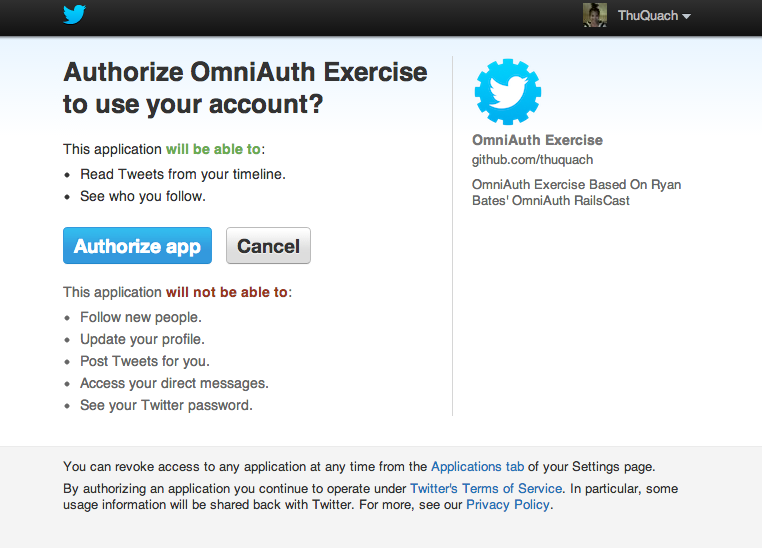 ThuQuach
Authorize OmniAuth Exercise
to use your account?
This application will be able to:
• Read Tweets from your timeline.
• See who you follow.
Authorize app
Cancel
This application will not be able to:
• Follow new people.
• Update your profile.
• Post Tweets for you.
• Access your direct messages.
• See your Twitter password.
OmniAuth Exercise
github.com/thuquach
OmniAuth Exercise Based On Ryan
Bates' OmniAuth RailsCast
You can revoke access to any application at any time from the Applications tab of your Settings page.
By authorizing an application you continue to operate under Twitter's Terms of Service. In particular, some
usage information will be shared back with Twitter. For more, see our Privacy Policy.